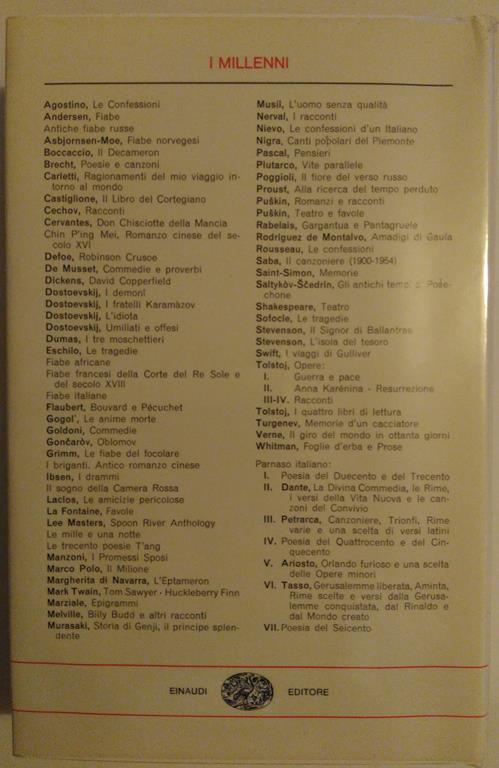 I MILLENNI
Agostino, Le Confessioni
Andersen, Fiabe
Antiche fiabe russe
Asbjornsen-Moe, Fiabe norvegesi
Boccaccio, Il Decameron
Brecht, Poesie e canzoni
Carletti, Ragionamenti del mio viaggio in-
torno al mondo
Castiglione, Il Libro del Cortegiano
Cechov, Racconti
Cervantes, Don Chisciotte della Mancia
Chin P'ing Mei, Romanzo cinese del se-
colo XVI
Defoe, Robinson Crusoe
De Musset, Commedie e proverbi
Dickens, David Copperfield
Dostoevskij, I demonî
Dostoevskij, I fratelli Karamàzov
Dostoevskij, L'idiota
Dostoevskij, Umiliati e offesi
Dumas, I tre moschettieri
Eschilo, Le tragedie
Fiabe africane
Fiabe francesi della Corte del Re Sole e
del secolo XVIII
Fiabe italiane
Flaubert, Bouvard e Pécuchet
Gogol', Le anime morte
Goldoni, Commedie
Gončaròv, Oblomov
Grimm, Le fiabe del focolare
I briganti. Antico romanzo cinese
Ibsen, I drammi
Il sogno della Camera Rossa
Laclos, Le amicizie pericolose
La Fontaine, Favole
Lee Masters, Spoon River Anthology
Le mille e una notte
Le trecento poesie T'ang
Manzoni, I Promessi Sposi
Marco Polo, Il Milione
Margherita di Navarra, L'Eptameron
Mark Twain, Tom Sawyer - Huckleberry Finn
Marziale, Epigrammi
Melville, Billy Budd e altri racconti
Murasaki, Storia di Genji, il principe splen-
dente
Musil, L'uomo senza qualità
Nerval, I racconti
Nievo, Le confessioni d'un Italiano
Nigra, Canti popolari del Piemonte
Pascal, Pensieri
Plutarco, Vite parallele
Poggioli, Il fiore del verso russo
Proust, Alla ricerca del tempo perduto
Puškin, Romanzi e racconti
Puškin, Teatro e favole
Rabelais, Gargantua e Pantagruele
Rodríguez de Montalvo, Amadigi di Gaula
Rousseau, Le confessioni
Saba, Il canzoniere (1900-1954)
Saint-Simon, Memorie
Saltykòv-Ščedrin, Gli antichi tempi di Poše-
chone
Shakespeare, Teatro
Sofocle, Le tragedie
Stevenson, Il Signor di Ballantrae
Stevenson, L'isola del tesoro
Swift, I viaggi di Gulliver
Tolstoj, Opere:
I. Guerra e pace
II. Anna Karénina - Resurrezione
III-IV. Racconti
Tolstoj, I quattro libri di lettura
Turgenev, Memorie d'un cacciatore
Verne, Il giro del mondo in ottanta giorni
Whitman, Foglie d'erba e Prose
Parnaso italiano:
I. Poesia del Duecento e del Trecento
II. Dante, La Divina Commedia, le Rime,
i versi della Vita Nuova e le can-
zoni del Convivio
III. Petrarca, Canzoniere, Trionfi, Rime
varie e una scelta di versi latini
IV. Poesia del Quattrocento e del Cin-
quecento
V. Ariosto, Orlando furioso e una scelta
delle Opere minori
VI. Tasso, Gerusalemme liberata, Aminta,
Rime scelte e versi dalla Gerusa-
lemme conquistata, dal Rinaldo e
dal Mondo creato
VII. Poesia del Seicento
EINAUDI EDITORE